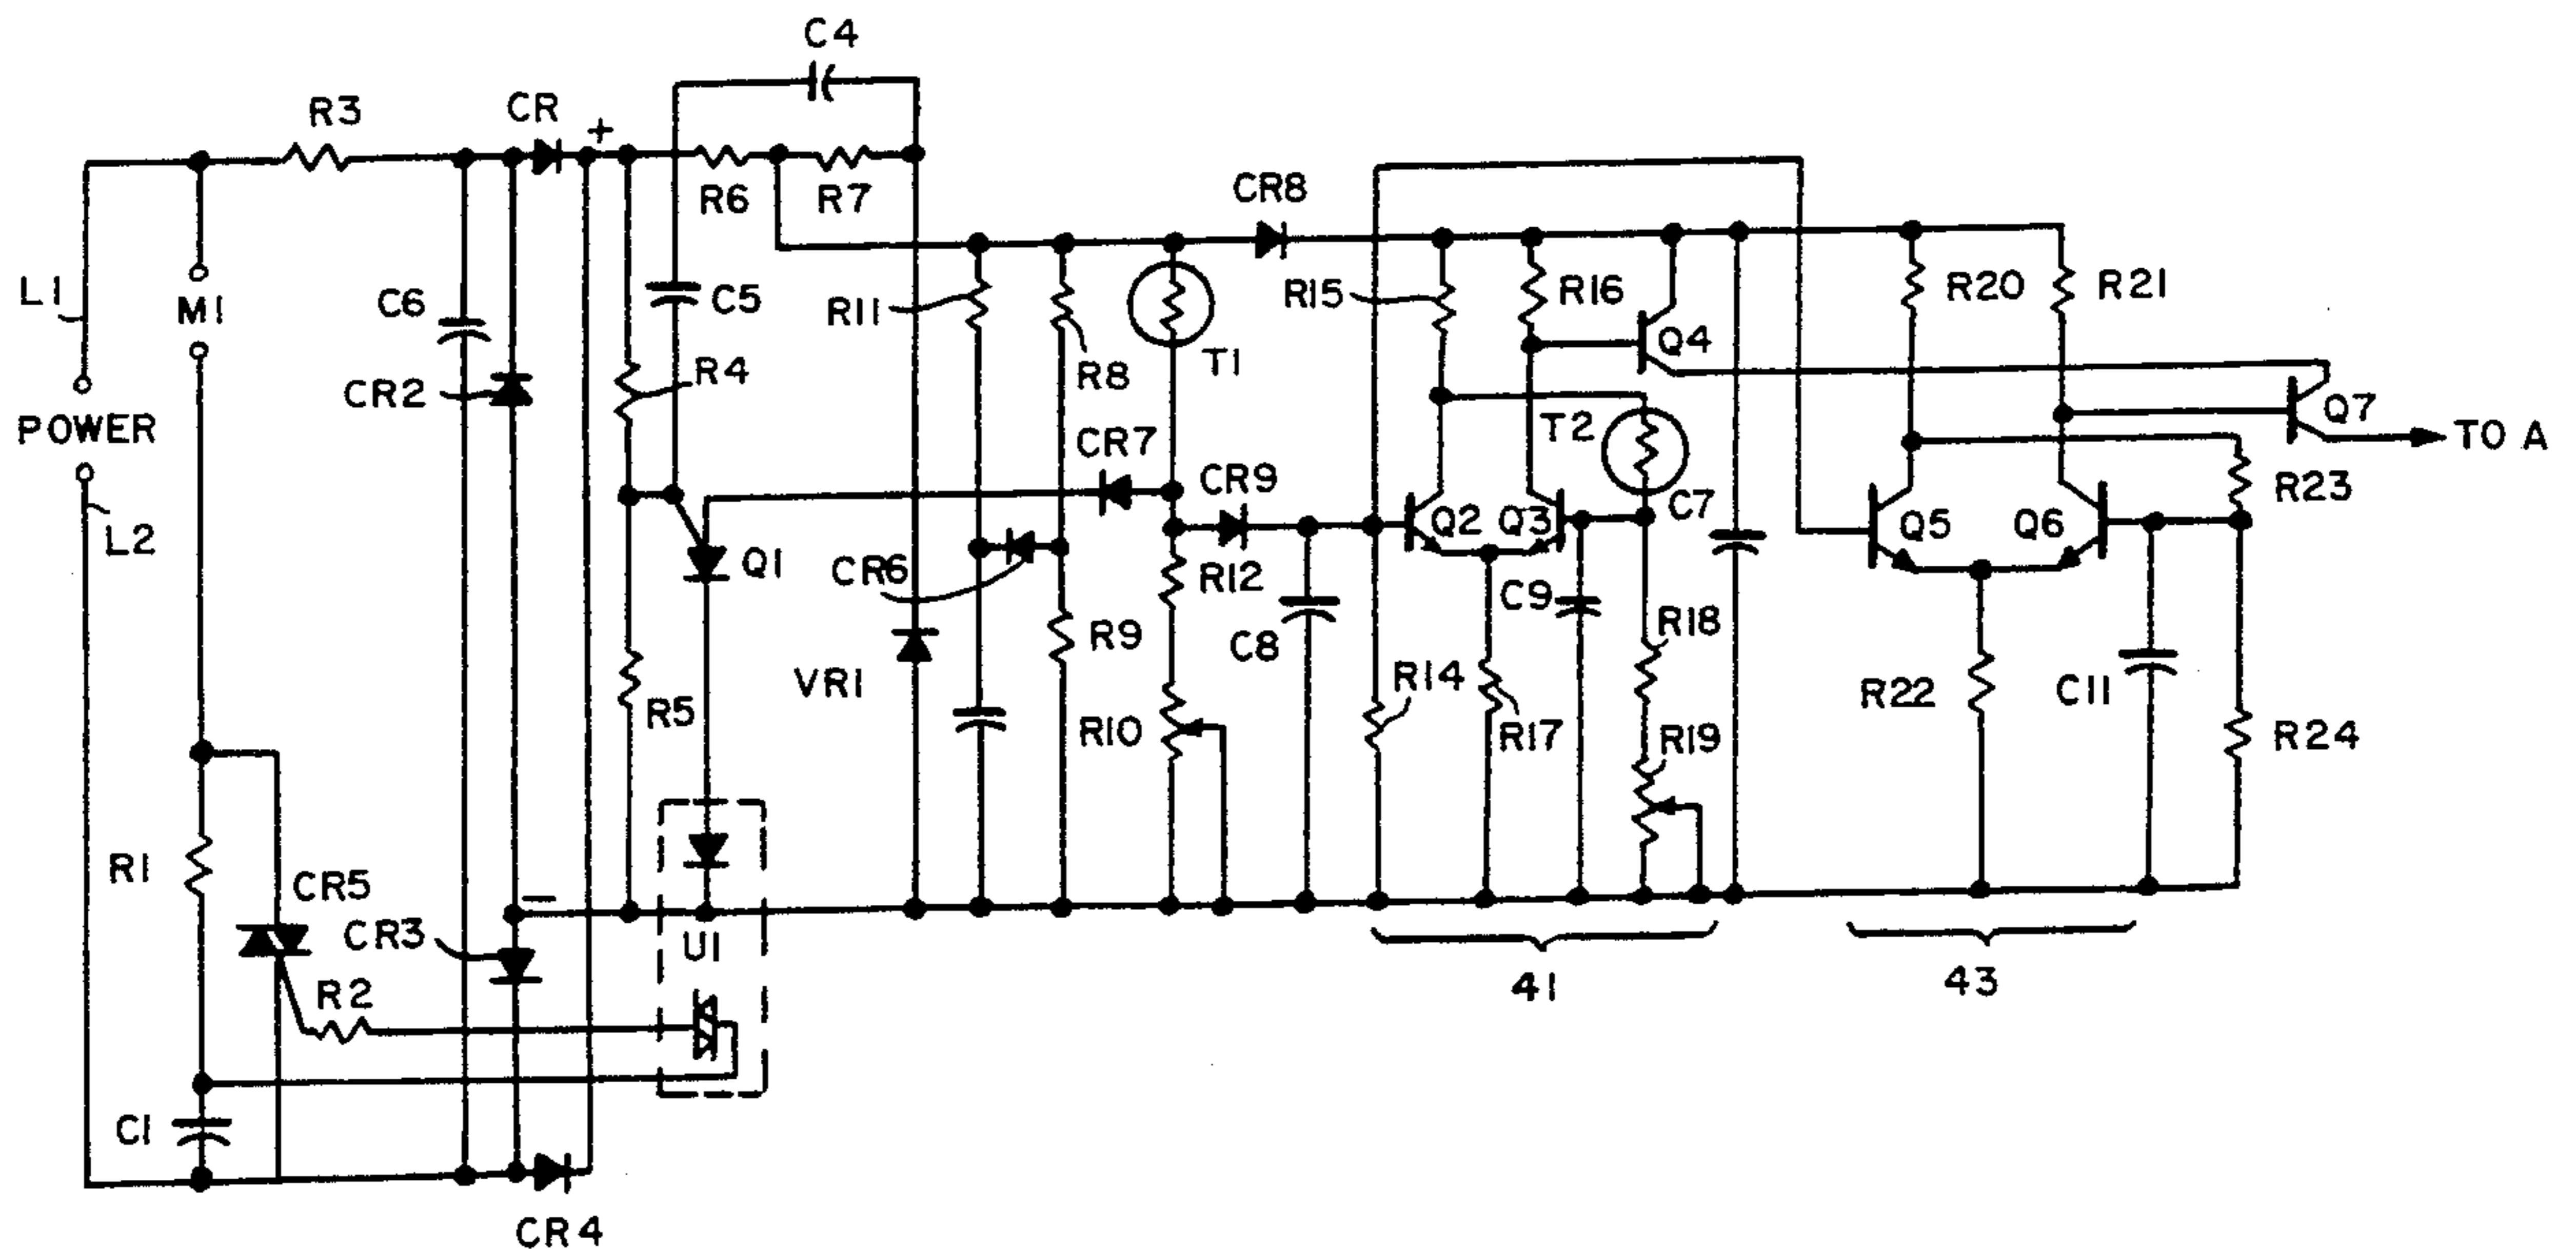 C4
R3
CR
+
R6
R7
CR8
L1
M1
C6
C5
R11
R15
R16
R20
R21
Q4
T1
R8
R4
CR2
POWER
T2
Q7
TO A
CR7
CR9
C7
R23
L2
Q1
CR6
R12
Q2
Q3
Q5
Q6
C9
R18
R9
C8
VR1
R14
R5
R10
R17
R19
R22
C11
R24
R1
CR5
−
CR3
U1
41
43
R2
C1
CR4